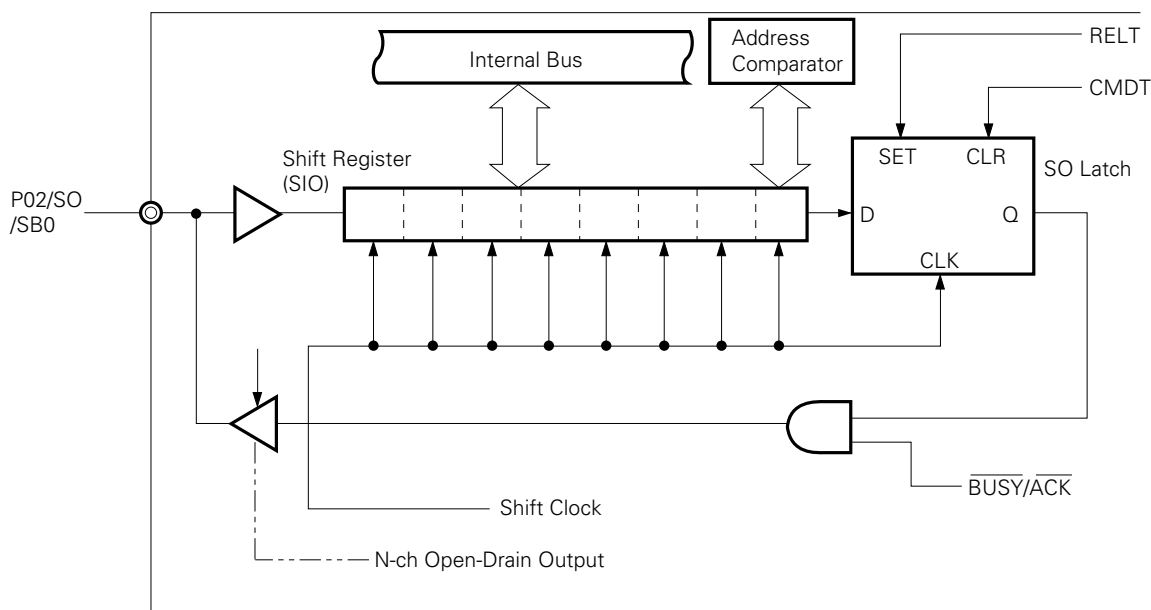 RELT
Internal Bus
Address
Comparator
CMDT
Shift Register
(SIO)
SET
CLR
SO Latch
P02/SO
/SB0
D
Q
CLK
BUSY/ACK
Shift Clock
N-ch Open-Drain Output